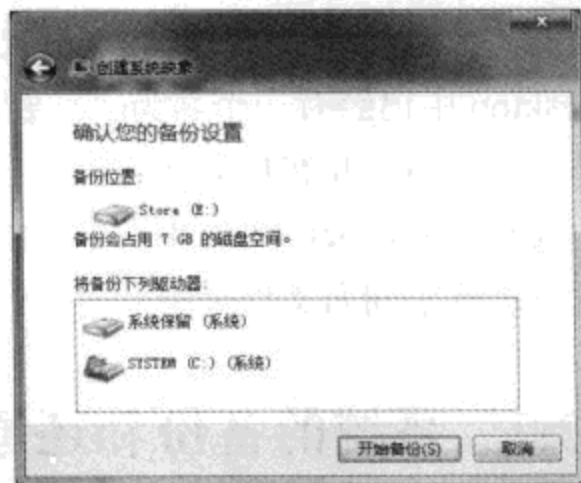 创建系统映象
确认您的备份设置
备份位置:
Store (E:)
备份会占用 7 GB 的磁盘空间。
将备份下列驱动器:
系统保留 (系统)
SYSTEM (C:) (系统)
开始备份(S)
取消